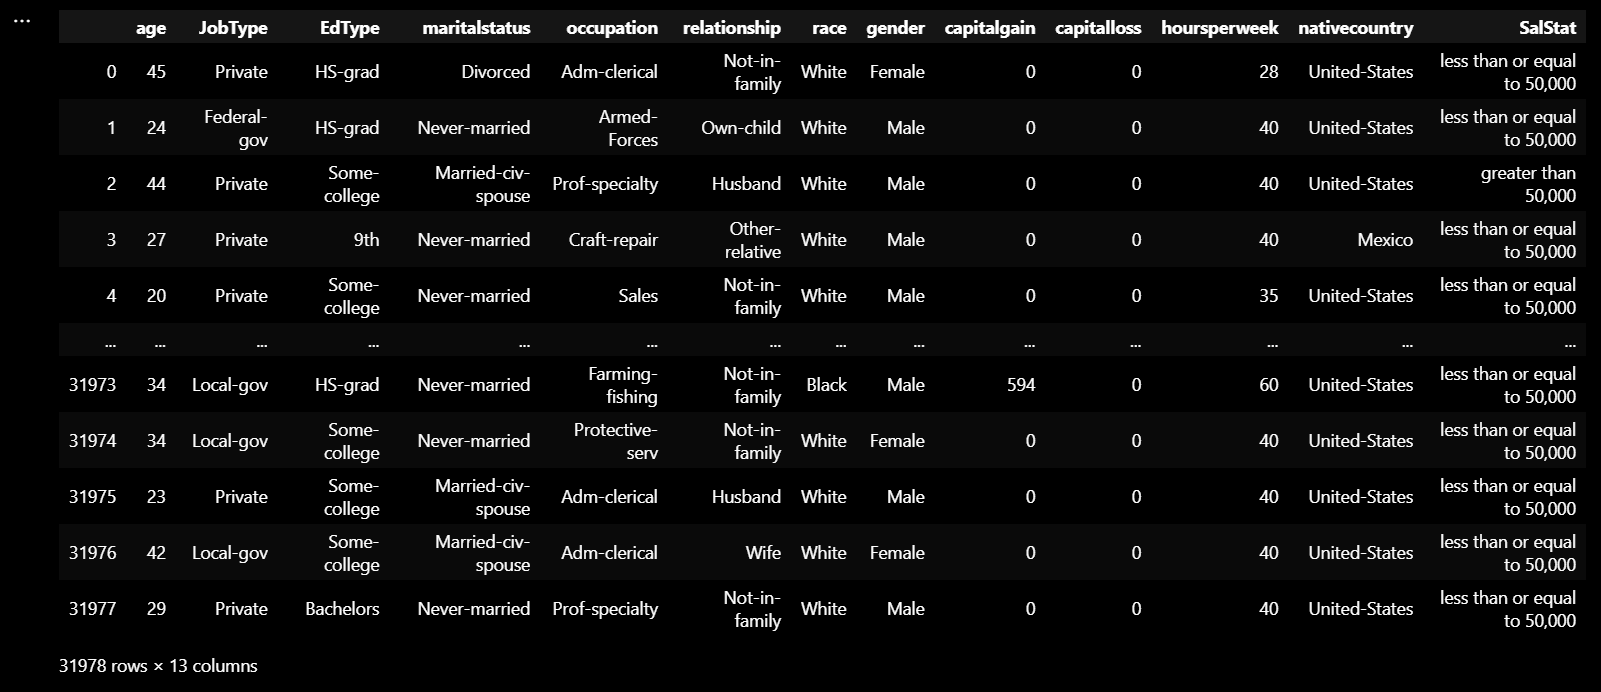 ...
age JobType EdType maritalstatus occupation relationship race gender capitalgain capitalloss hoursperweek nativecountry SalStat
0 45 Private HS-grad Divorced Adm-clerical Not-in-family White Female 0 0 28 United-States less than or equal to 50,000
1 24 Federal-gov HS-grad Never-married Armed-Forces Own-child White Male 0 0 40 United-States less than or equal to 50,000
2 44 Private Some-college Married-civ-spouse Prof-specialty Husband White Male 0 0 40 United-States greater than 50,000
3 27 Private 9th Never-married Craft-repair Other-relative White Male 0 0 40 Mexico less than or equal to 50,000
4 20 Private Some-college Never-married Sales Not-in-family White Male 0 0 35 United-States less than or equal to 50,000
... ... ... ... ... ... ... ... ... ... ... ... ... ...
31973 34 Local-gov HS-grad Never-married Farming-fishing Not-in-family Black Male 594 0 60 United-States less than or equal to 50,000
31974 34 Local-gov Some-college Never-married Protective-serv Not-in-family White Female 0 0 40 United-States less than or equal to 50,000
31975 23 Private Some-college Married-civ-spouse Adm-clerical Husband White Male 0 0 40 United-States less than or equal to 50,000
31976 42 Local-gov Some-college Married-civ-spouse Adm-clerical Wife White Female 0 0 40 United-States less than or equal to 50,000
31977 29 Private Bachelors Never-married Prof-specialty Not-in-family White Male 0 0 40 United-States less than or equal to 50,000
31978 rows × 13 columns